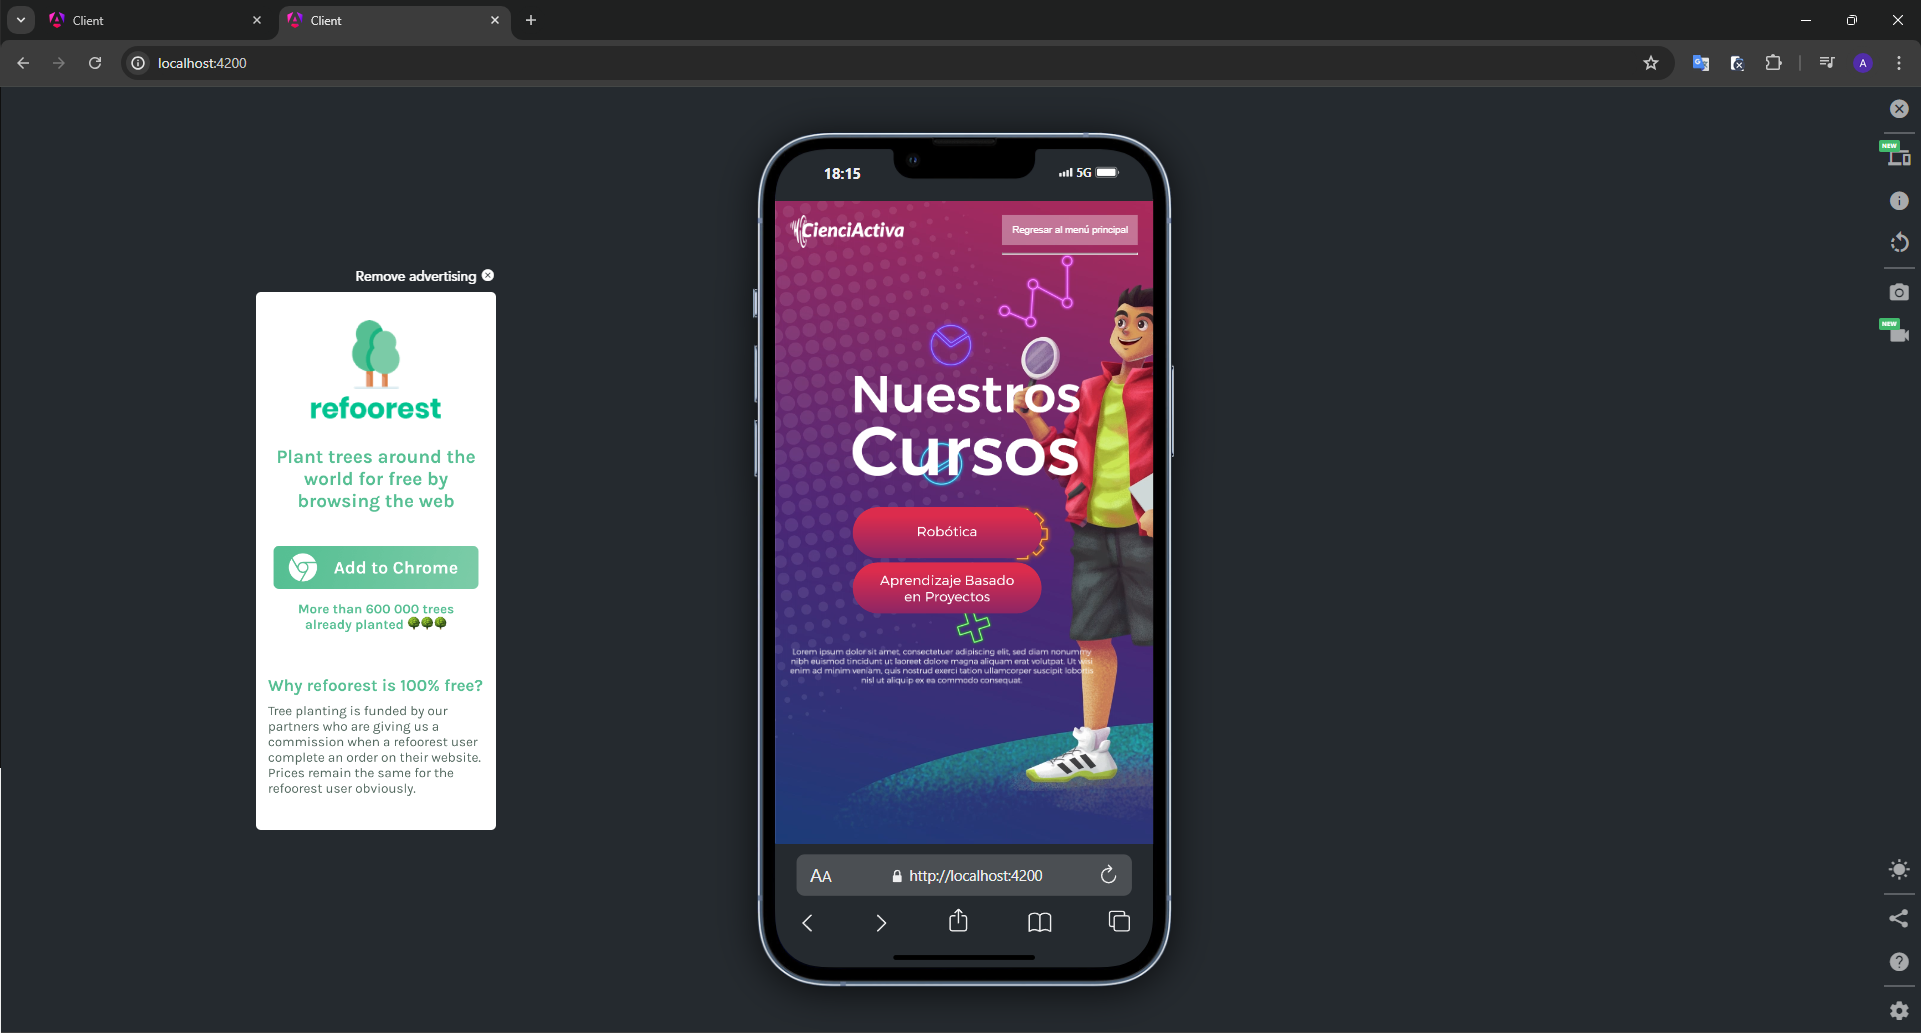 Client
Client
localhost:4200
A
Remove advertising
refoorest
Plant trees around the
world for free by
browsing the web
Add to Chrome
More than 600 000 trees
already planted
Why refoorest is 100% free?
Tree planting is funded by our
partners who are giving us a
commission when a refoorest user
complete an order on their website.
Prices remain the same for the
refoorest user obviously.
18:15
5G
CienciActiva
Regresar al menú principal
Nuestros
Cursos
Robótica
Aprendizaje Basado
en Proyectos
Lorem ipsum dolor sit amet, consectetuer adipiscing elit, sed diam nonummy
nibh euismod tincidunt ut laoreet dolore magna aliquam erat volutpat. Ut wisi
enim ad minim veniam, quis nostrud exerci tation ullamcorper suscipit lobortis
nisl ut aliquip ex ea commodo consequat.
AA
http://localhost:4200
NEW
NEW